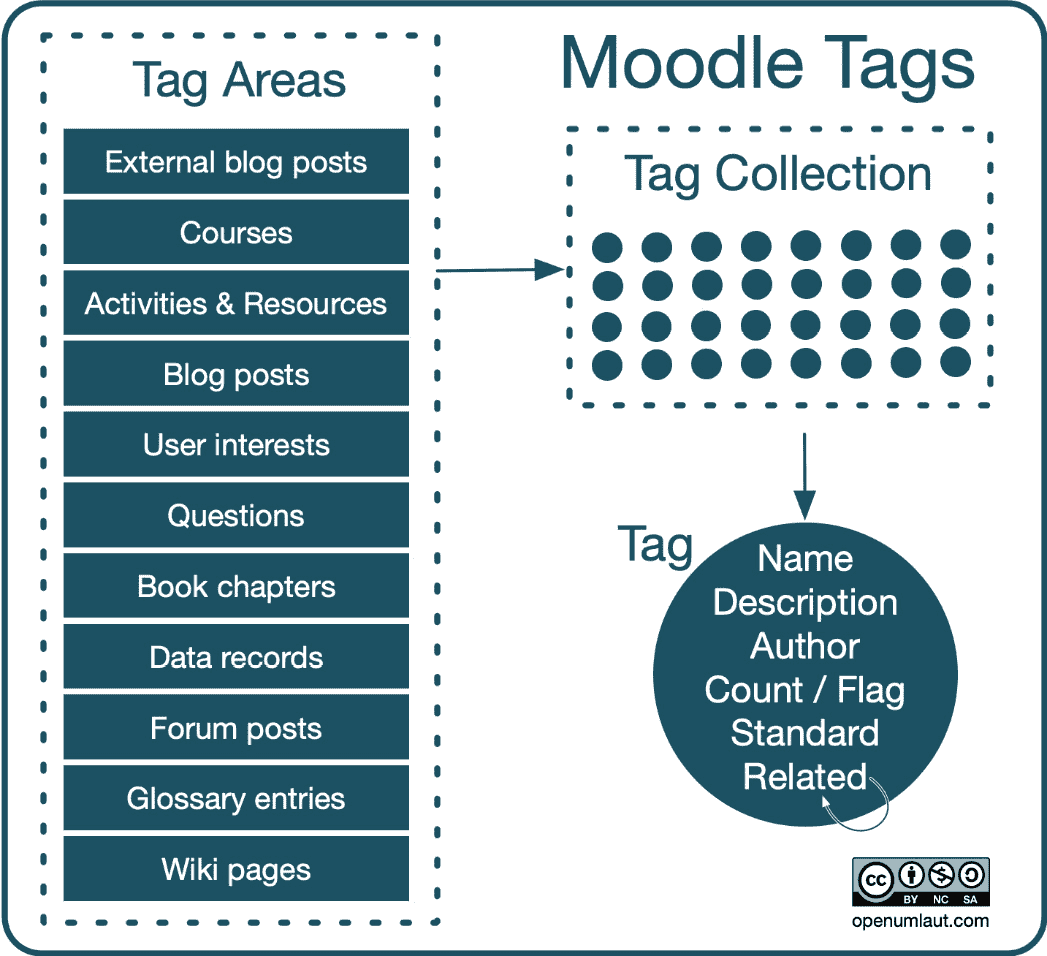 Moodle Tags
Tag Areas
External blog posts
Courses
Activities & Resources
Blog posts
User interests
Questions
Book chapters
Data records
Forum posts
Glossary entries
Wiki pages
Tag Collection
Tag
Name
Description
Author
Count / Flag
Standard
Related
cc
BY NC SA
openumlaut.com